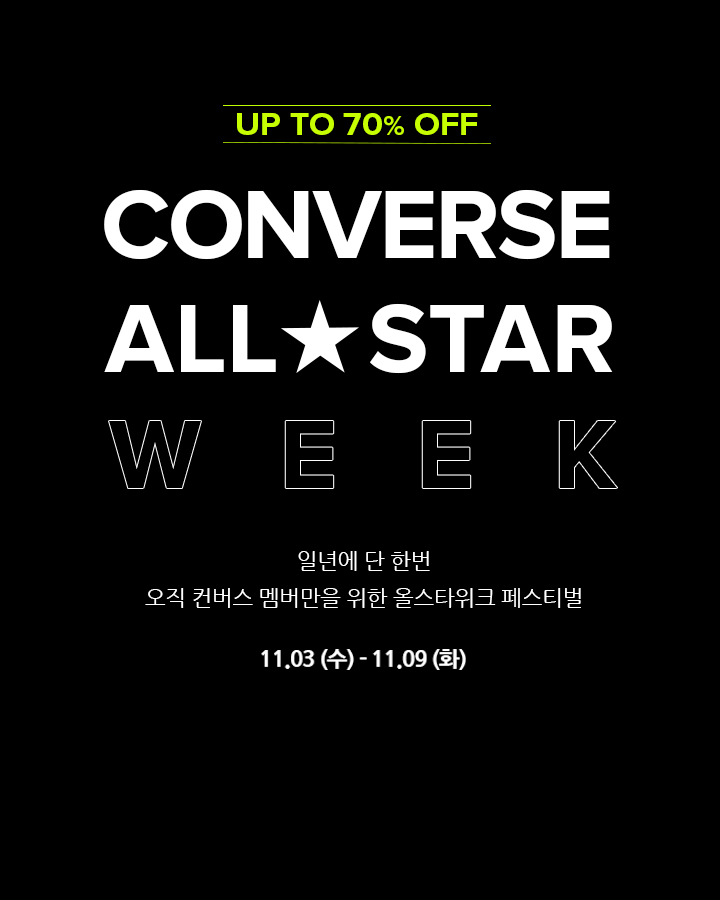 UP TO 70% OFF
CONVERSE
ALL★STAR
WEEK
일년에 단 한번
오직 컨버스 멤버만을 위한 올스타위크 페스티벌
11.03 (수) - 11.09 (화)